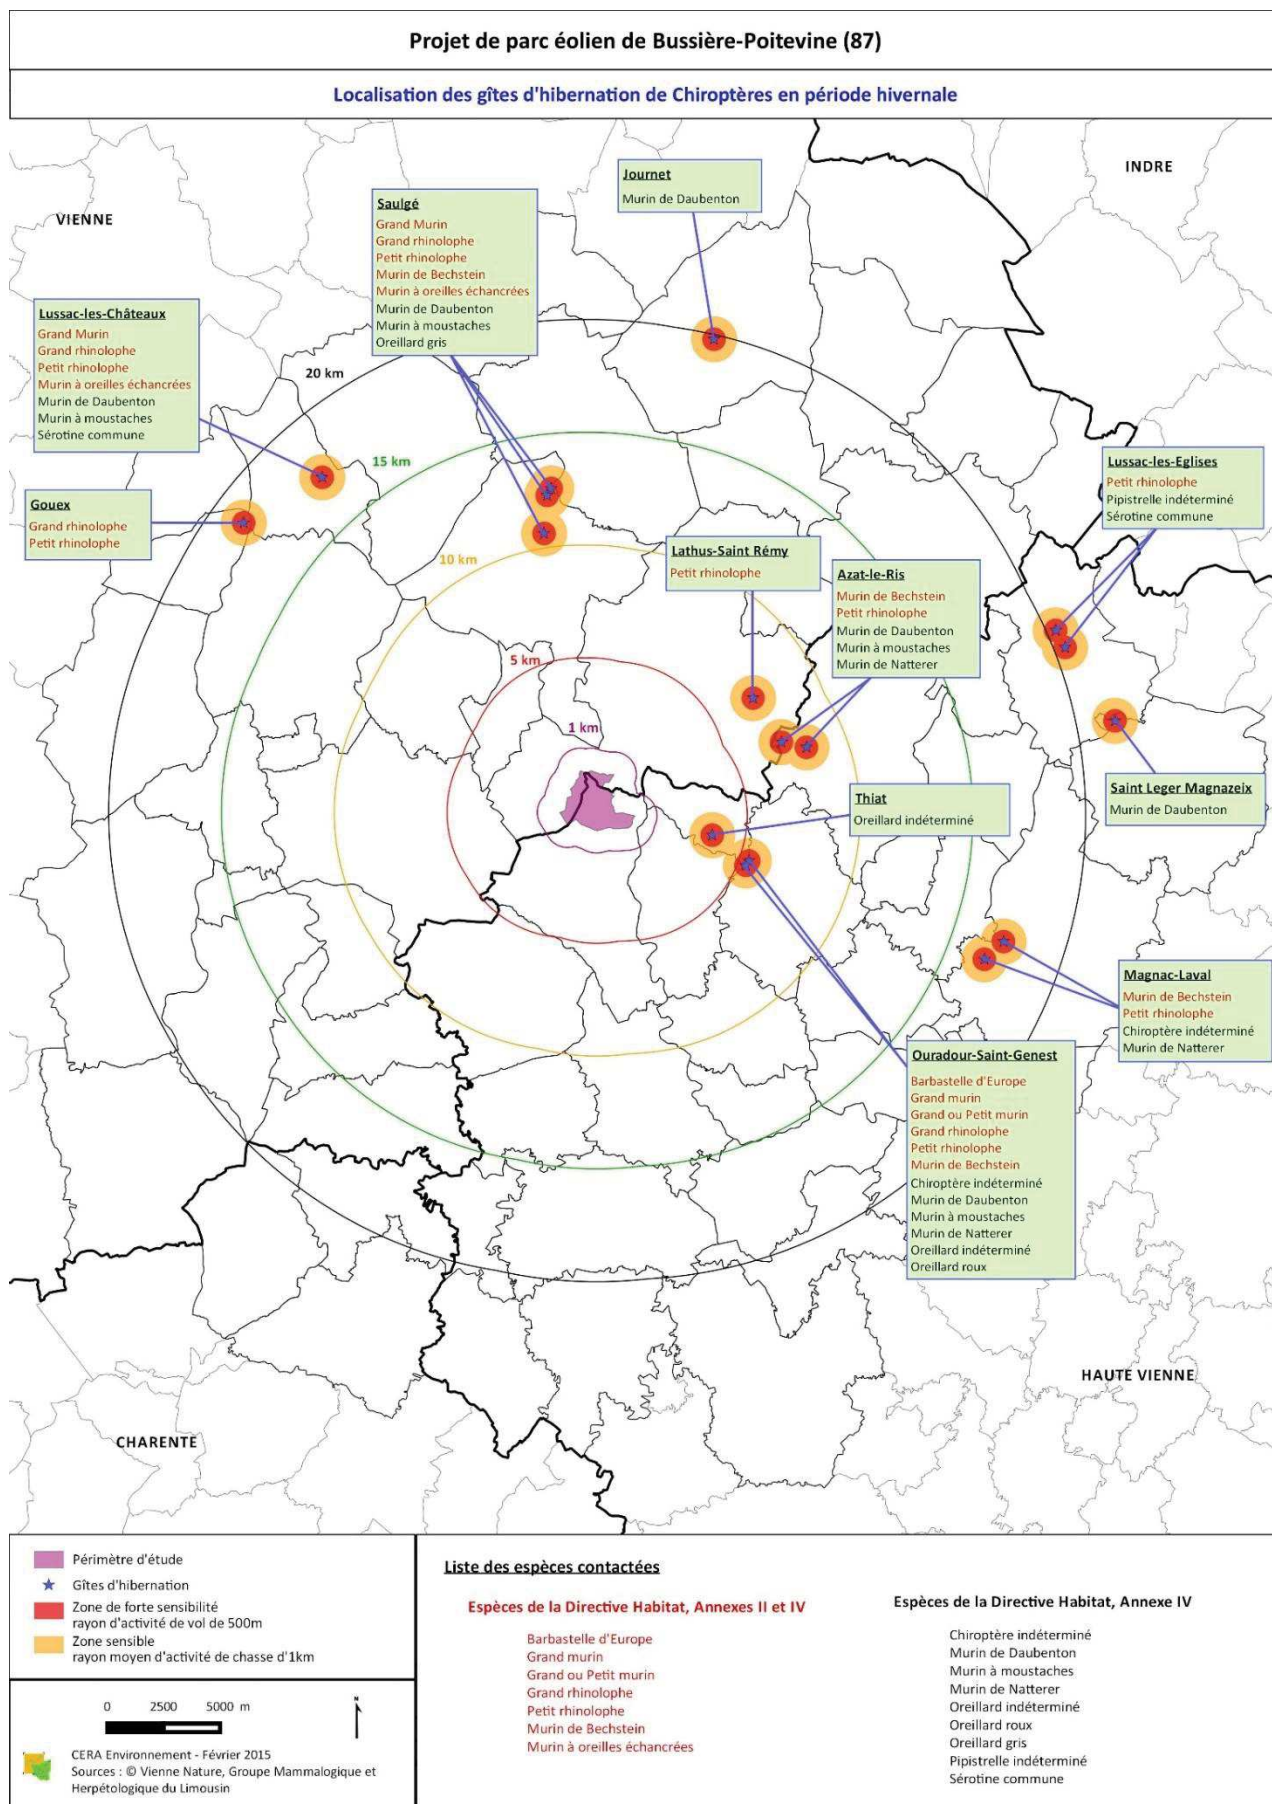 Projet de parc éolien de Bussière-Poitevine (87)
Localisation des gîtes d'hibernation de Chiroptères en période hivernale
INDRE
VIENNE
Journet
Murin de Daubenton
Saulgé
Grand Murin
Grand rhinolophe
Petit rhinolophe
Murin de Bechstein
Murin à oreilles échancrées
Murin de Daubenton
Murin à moustaches
Oreillard gris
Lussac-les-Châteaux
Grand Murin
Grand rhinolophe
Petit rhinolophe
Murin à oreilles échancrées
Murin de Daubenton
Murin à moustaches
Sérotine commune
20 km
15 km
10 km
5 km
1 km
Gouex
Grand rhinolophe
Petit rhinolophe
Lussac-les-Eglises
Petit rhinolophe
Pipistrelle indéterminé
Sérotine commune
Lathus-Saint Rémy
Petit rhinolophe
Azat-le-Ris
Murin de Bechstein
Petit rhinolophe
Murin de Daubenton
Murin à moustaches
Murin de Natterer
Saint Leger Magnazeix
Murin de Daubenton
Thiat
Oreillard indéterminé
Magnac-Laval
Murin de Bechstein
Petit rhinolophe
Chiroptère indéterminé
Murin de Natterer
Ouradour-Saint-Genest
Barbastelle d'Europe
Grand murin
Grand ou Petit murin
Grand rhinolophe
Petit rhinolophe
Murin de Bechstein
Chiroptère indéterminé
Murin de Daubenton
Murin à moustaches
Murin de Natterer
Oreillard indéterminé
Oreillard roux
HAUTE VIENNE
CHARENTE
Périmètre d'étude
Gîtes d'hibernation
Zone de forte sensibilité
rayon d'activité de vol de 500m
Zone sensible
rayon moyen d'activité de chasse d'1km
0 2500 5000 m
N
CERA Environnement - Février 2015
Sources : © Vienne Nature, Groupe Mammalogique et
Herpétologique du Limousin
Liste des espèces contactées
Espèces de la Directive Habitat, Annexes II et IV
Barbastelle d'Europe
Grand murin
Grand ou Petit murin
Grand rhinolophe
Petit rhinolophe
Murin de Bechstein
Murin à oreilles échancrées
Espèces de la Directive Habitat, Annexe IV
Chiroptère indéterminé
Murin de Daubenton
Murin à moustaches
Murin de Natterer
Oreillard indéterminé
Oreillard roux
Oreillard gris
Pipistrelle indéterminé
Sérotine commune